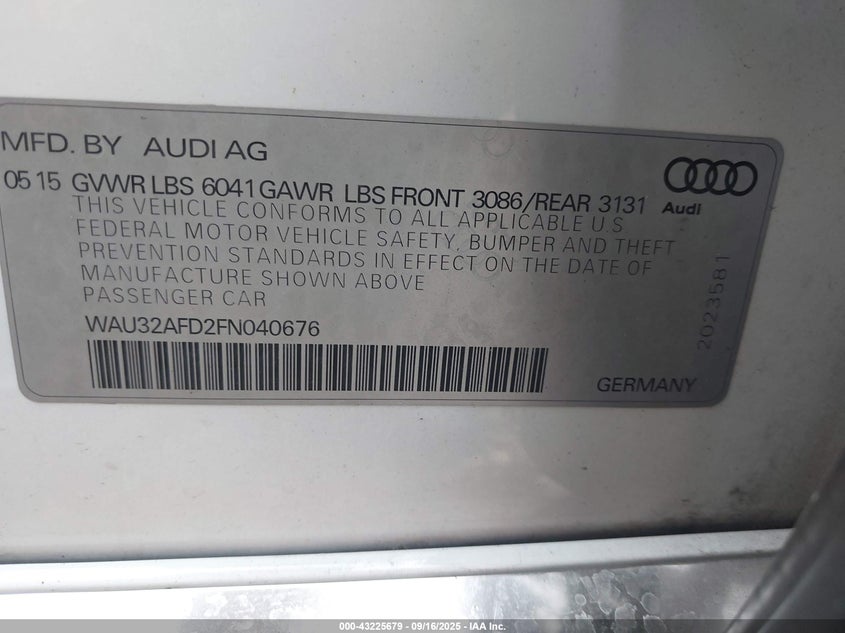 MFD. BY AUDI AG
05 15 GVWR LBS 6041 GAWR LBS FRONT 3086/REAR 3131
THIS VEHICLE CONFORMS TO ALL APPLICABLE U.S
FEDERAL MOTOR VEHICLE SAFETY, BUMPER AND THEFT
PREVENTION STANDARDS IN EFFECT ON THE DATE OF
MANUFACTURE SHOWN ABOVE
PASSENGER CAR
WAU32AFD2FN040676
GERMANY
Audi
2023581
000-43225679 - 09/16/2025 - IAA Inc.